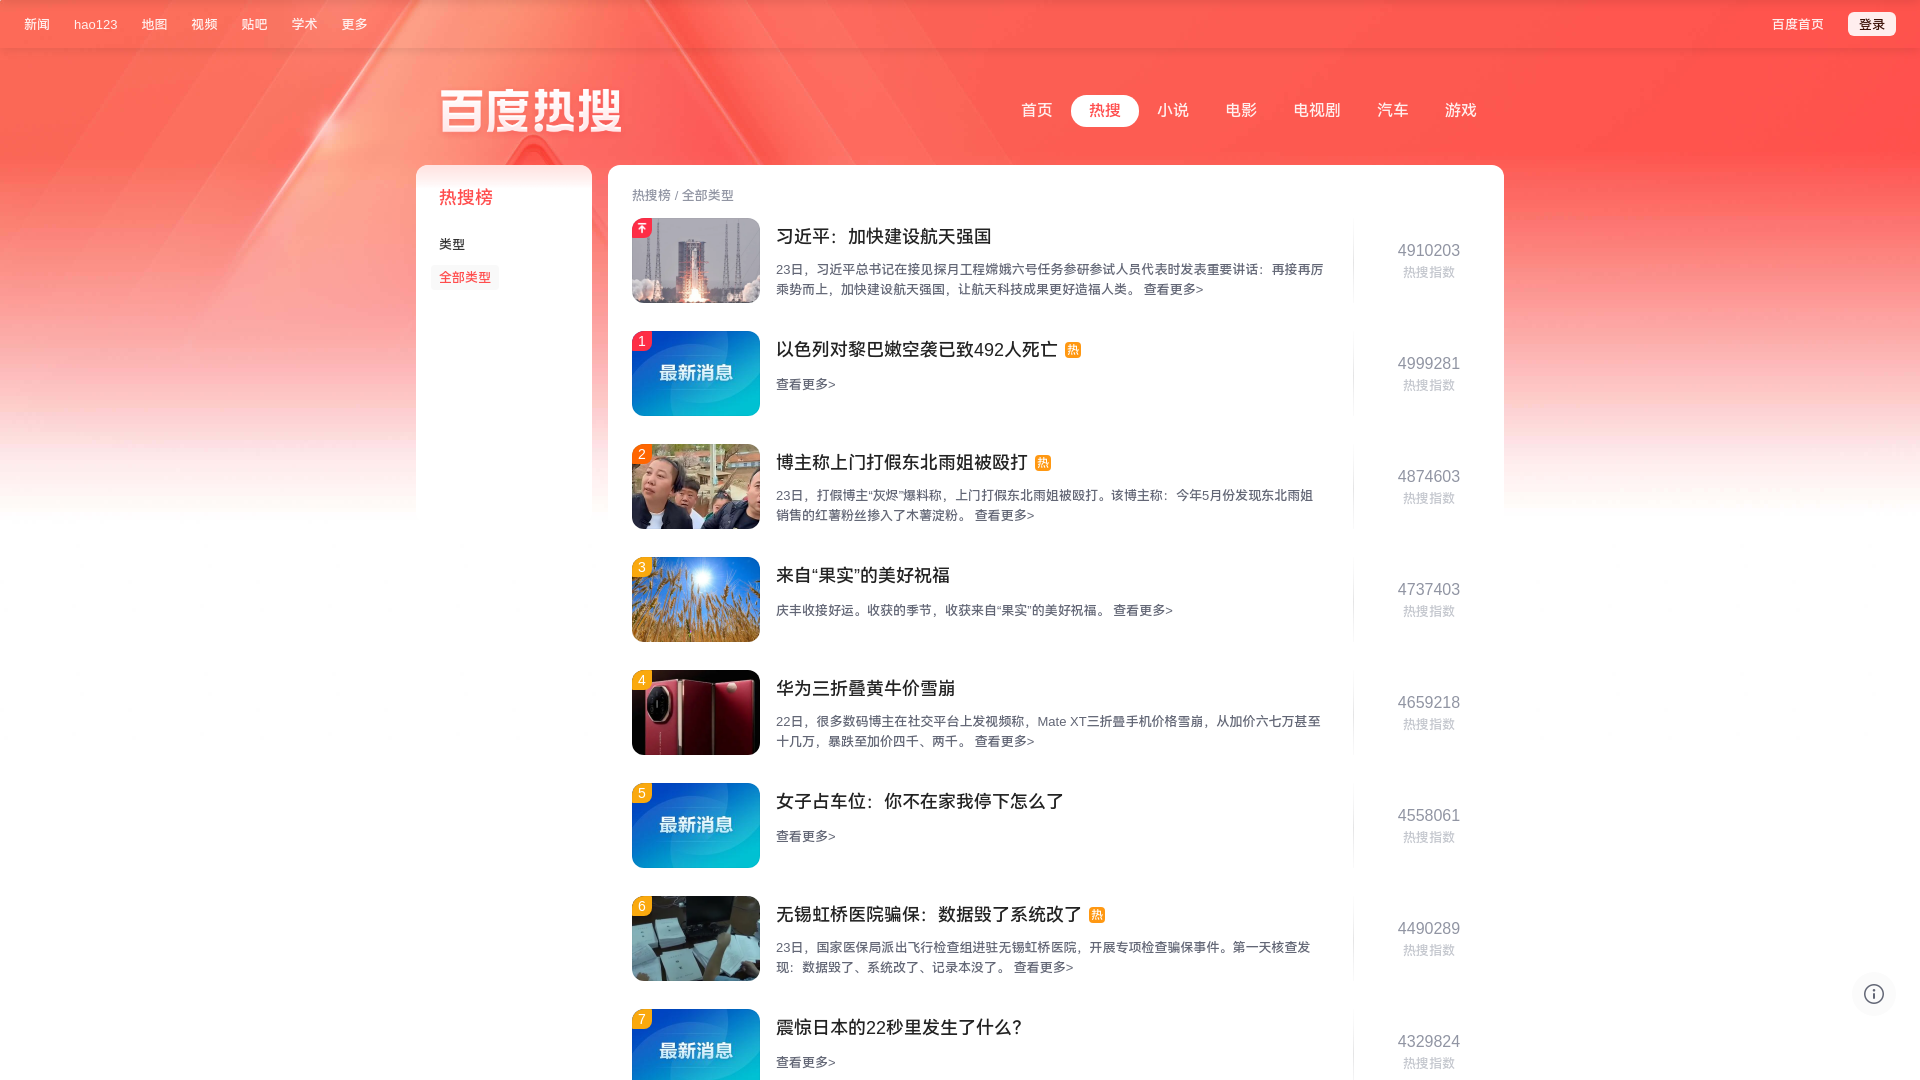 新闻 hao123 地图 视频 贴吧 学术 更多 百度首页 登录
百度热搜
首页 热搜 小说 电影 电视剧 汽车 游戏
热搜榜
类型
全部类型
热搜榜 / 全部类型
习近平：加快建设航天强国
23日，习近平总书记在接见探月工程嫦娥六号任务参研参试人员代表时发表重要讲话：再接再厉
乘势而上，加快建设航天强国，让航天科技成果更好造福人类。 查看更多>
4910203
热搜指数
1
最新消息
以色列对黎巴嫩空袭已致492人死亡 热
查看更多>
4999281
热搜指数
2
博主称上门打假东北雨姐被殴打 热
23日，打假博主“灰烬”爆料称，上门打假东北雨姐被殴打。该博主称：今年5月份发现东北雨姐
销售的红薯粉丝掺入了木薯淀粉。 查看更多>
4874603
热搜指数
3
来自“果实”的美好祝福
庆丰收接好运。收获的季节，收获来自“果实”的美好祝福。 查看更多>
4737403
热搜指数
4
华为三折叠黄牛价雪崩
22日，很多数码博主在社交平台上发视频称，Mate XT三折叠手机价格雪崩，从加价六七万甚至
十几万，暴跌至加价四千、两千。 查看更多>
4659218
热搜指数
5
最新消息
女子占车位：你不在家我停下怎么了
查看更多>
4558061
热搜指数
6
无锡虹桥医院骗保：数据毁了系统改了 热
23日，国家医保局派出飞行检查组进驻无锡虹桥医院，开展专项检查骗保事件。第一天核查发
现：数据毁了、系统改了、记录本没了。 查看更多>
4490289
热搜指数
7
最新消息
震惊日本的22秒里发生了什么？
查看更多>
4329824
热搜指数